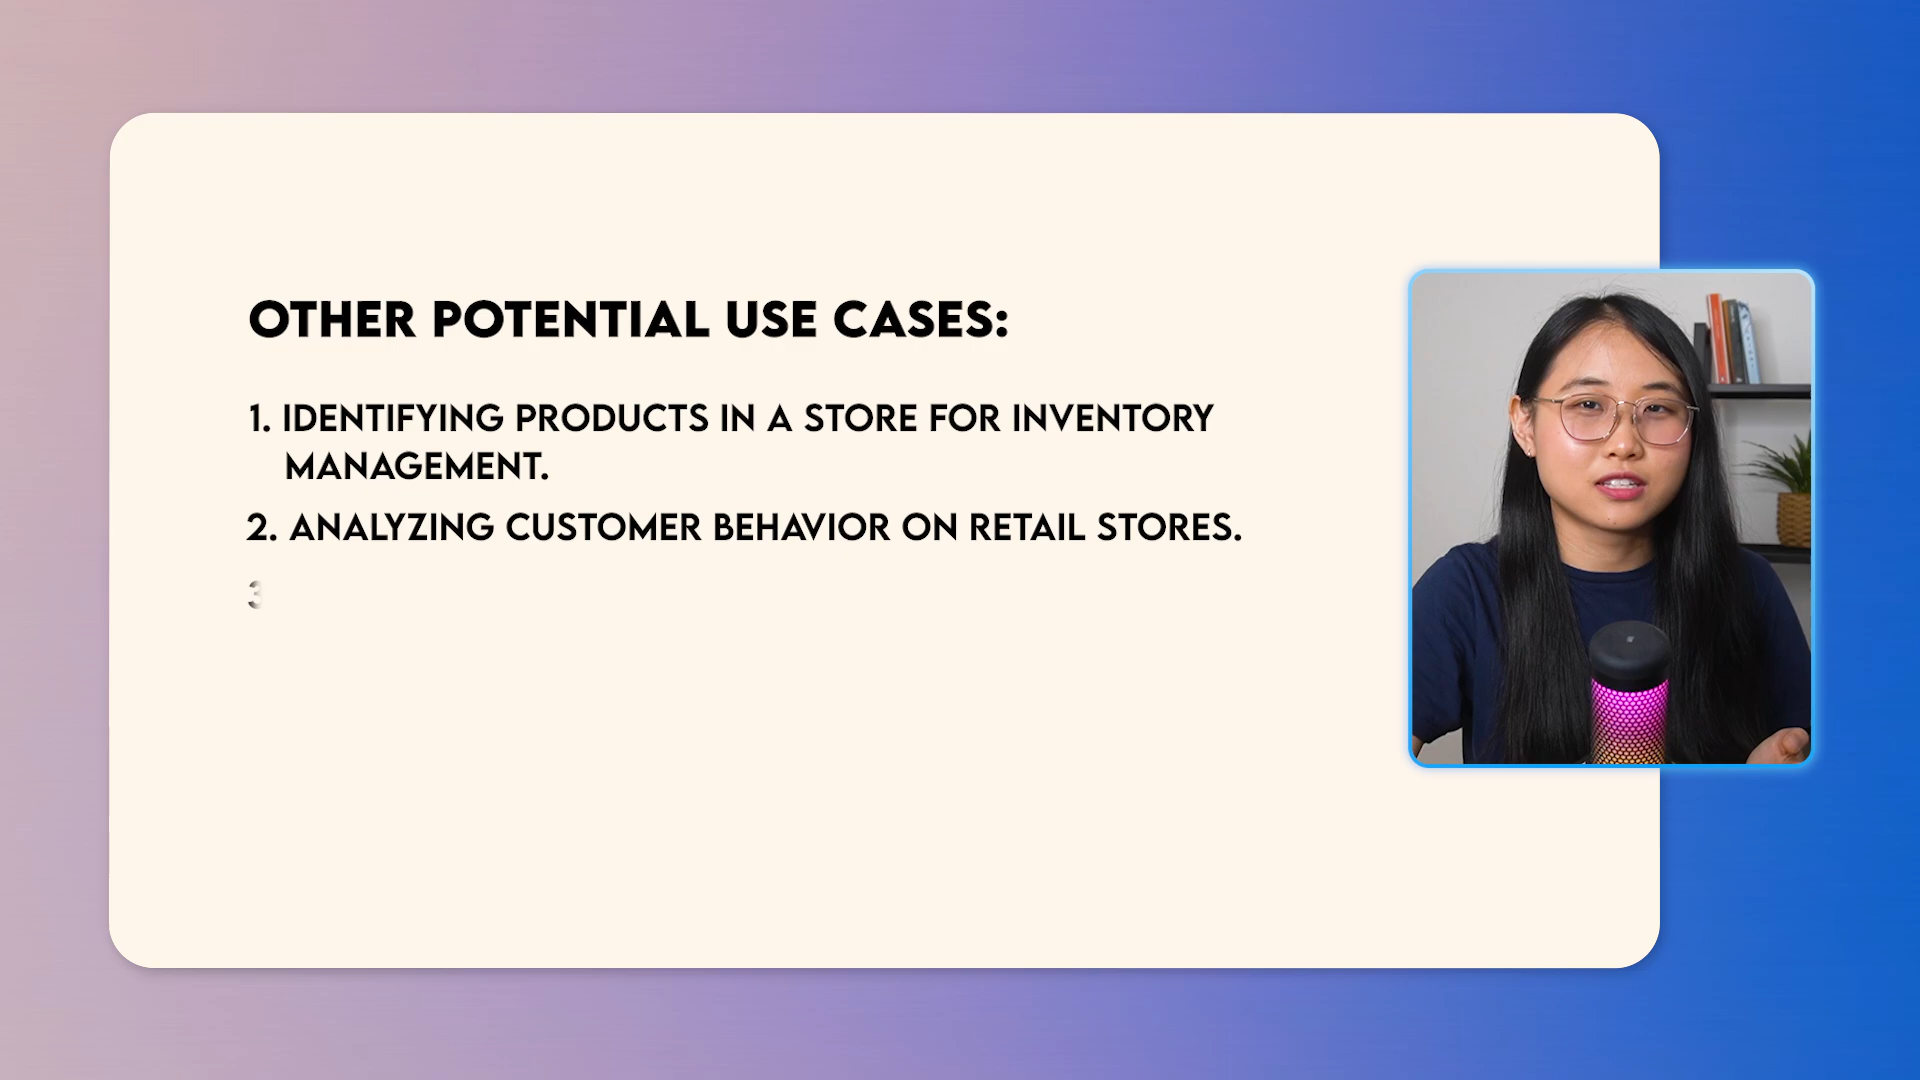 OTHER POTENTIAL USE CASES:
1. IDENTIFYING PRODUCTS IN A STORE FOR INVENTORY
MANAGEMENT.
2. ANALYZING CUSTOMER BEHAVIOR ON RETAIL STORES.
3